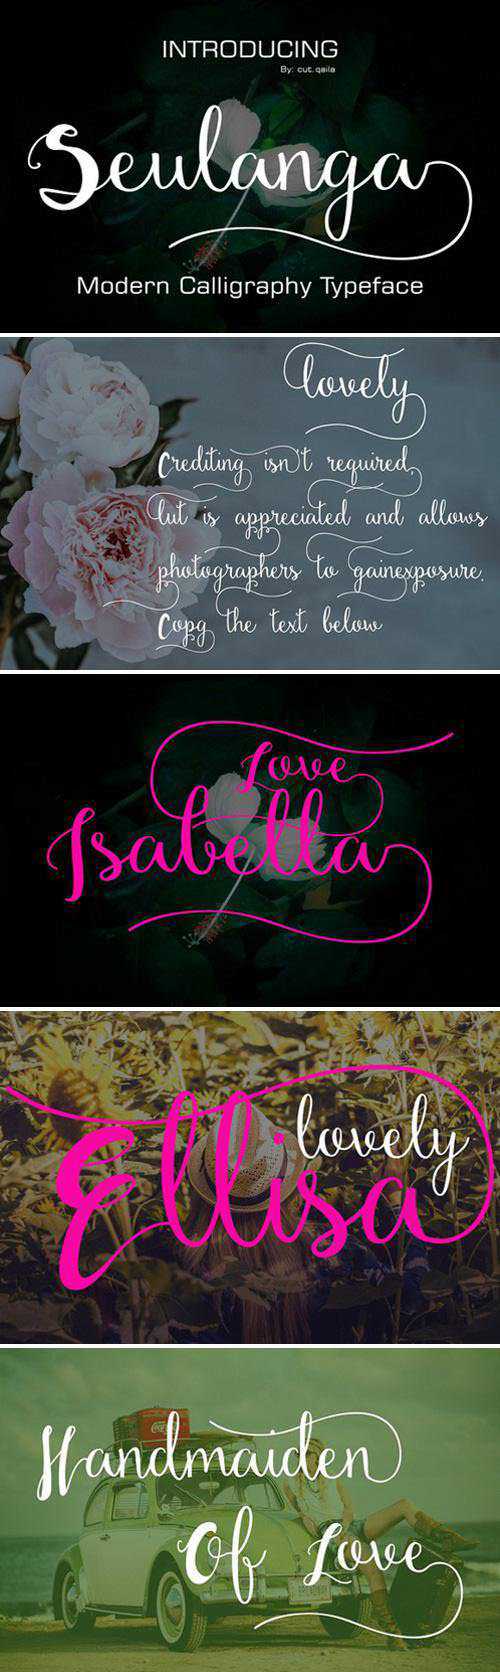 INTRODUCING
By: cut.qaila
Seulanga
Modern Calligraphy Typeface
lovely
Crediting isn't required,
but is appreciated and allows
photographers to gainexposure.
Copg the text below
Love
Isabella
lovely
Ellisa
Handmaiden
Of Love